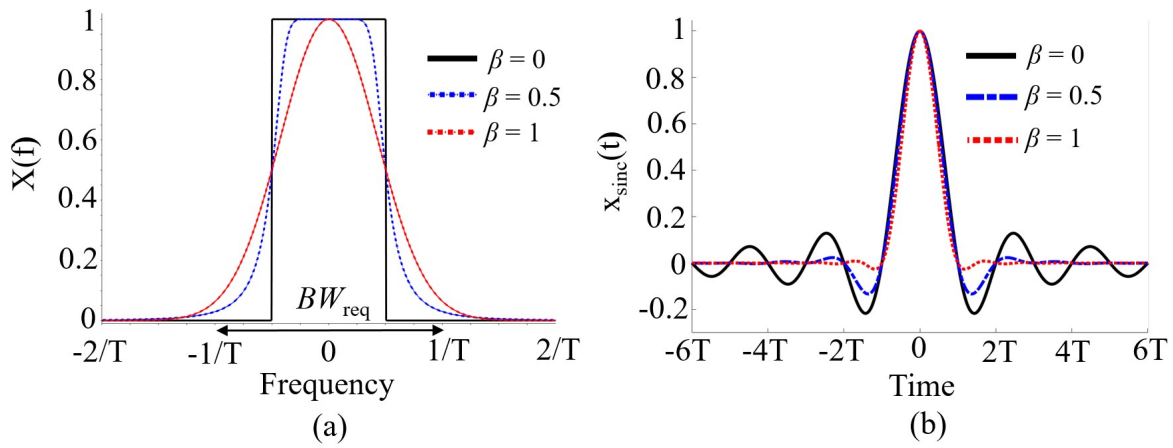 X(f)
1
0.8
0.6
0.4
0.2
0
β = 0
β = 0.5
β = 1
BW_req
-2/T -1/T 0 1/T 2/T
Frequency
(a)
x_sinc(t)
1
0.8
0.6
0.4
0.2
0
-0.2
β = 0
β = 0.5
β = 1
-6T -4T -2T 0 2T 4T 6T
Time
(b)